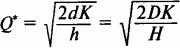 Q* = √(2dK/h) = √(2DK/H)